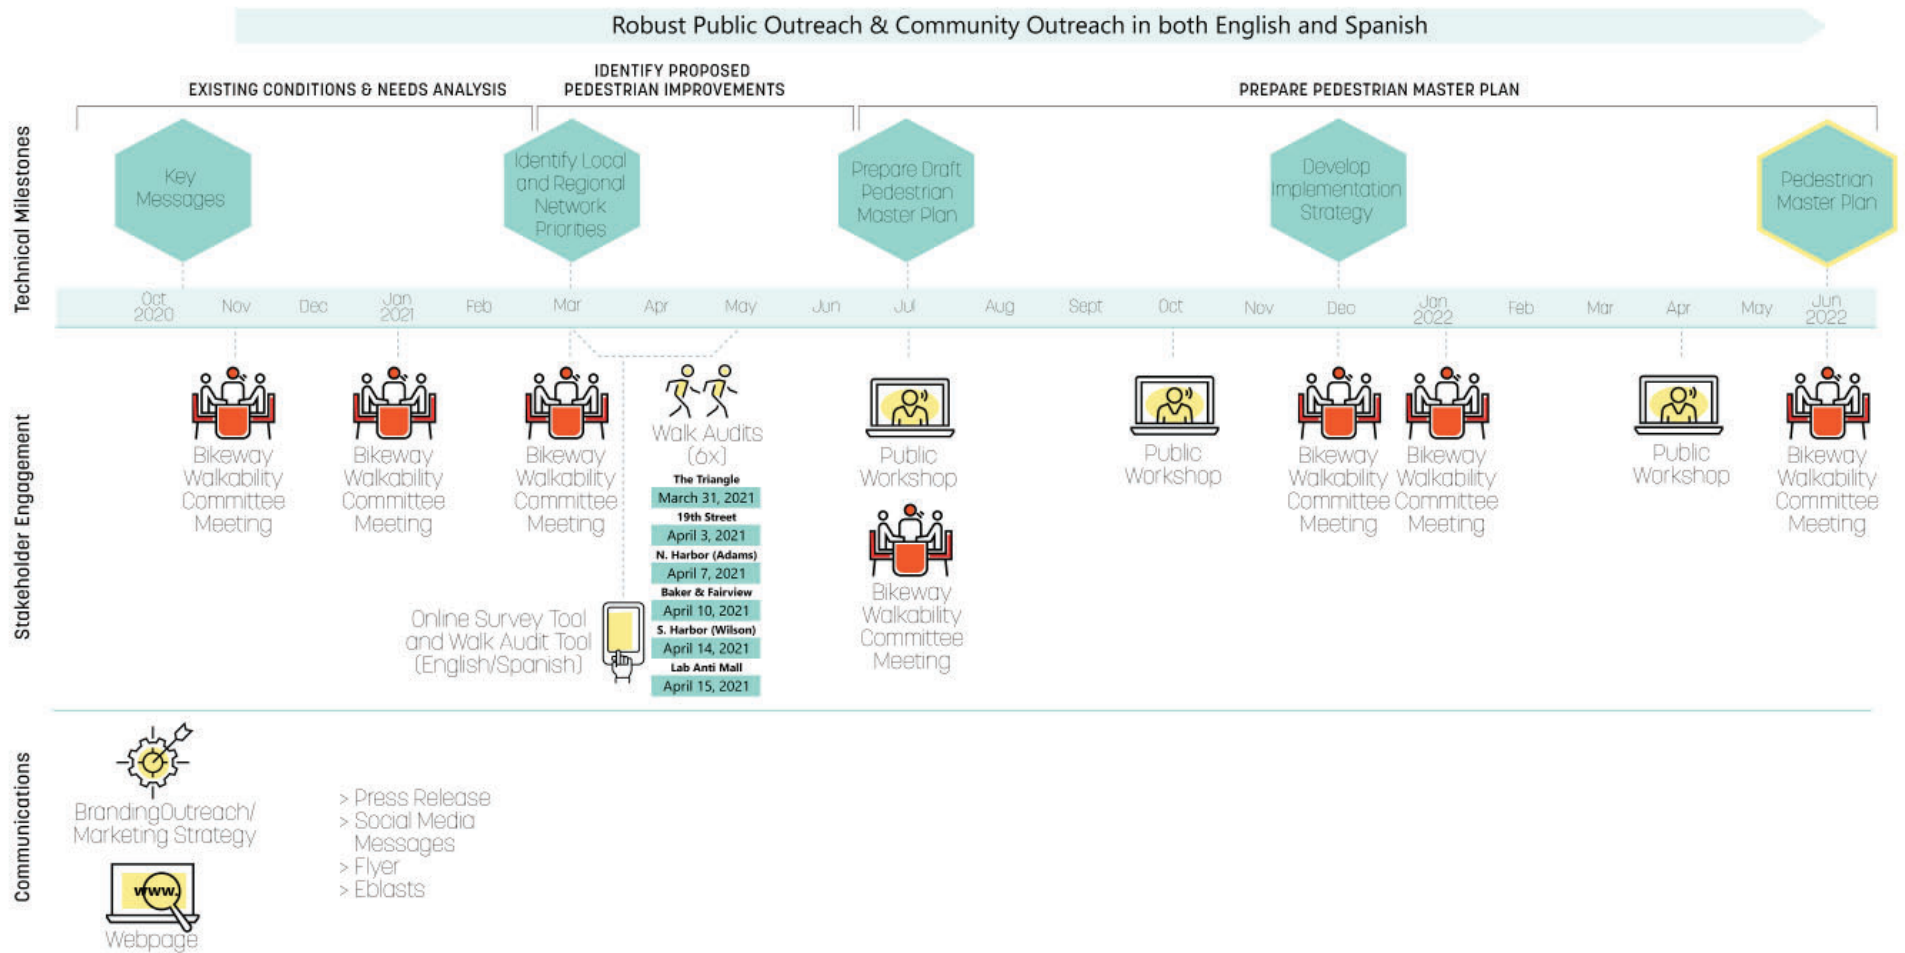 Robust Public Outreach & Community Outreach in both English and Spanish
EXISTING CONDITIONS & NEEDS ANALYSIS
IDENTIFY PROPOSED
PEDESTRIAN IMPROVEMENTS
PREPARE PEDESTRIAN MASTER PLAN
Technical Milestones
Key
Messages
Identify Local
and Regional
Network
Priorities
Prepare Draft
Pedestrian
Master Plan
Develop
Implementation
Strategy
Pedestrian
Master Plan
Oct
2020
Nov
Dec
Jan
2021
Feb
Mar
Apr
May
Jun
Jul
Aug
Sept
Oct
Nov
Dec
Jan
2022
Feb
Mar
Apr
May
Jun
2022
Stakeholder Engagement
Bikeway
Walkability
Committee
Meeting
Bikeway
Walkability
Committee
Meeting
Bikeway
Walkability
Committee
Meeting
Online Survey Tool
and Walk Audit Tool
(English/Spanish)
Walk Audits
(6x)
The Triangle
March 31, 2021
19th Street
April 3, 2021
N. Harbor (Adams)
April 7, 2021
Baker & Fairview
April 10, 2021
S. Harbor (Wilson)
April 14, 2021
Lab Anti Mall
April 15, 2021
Public
Workshop
Bikeway
Walkability
Committee
Meeting
Public
Workshop
Bikeway
Walkability
Committee
Meeting
Bikeway
Walkability
Committee
Meeting
Public
Workshop
Bikeway
Walkability
Committee
Meeting
Communications
BrandingOutreach/
Marketing Strategy
www.
Webpage
> Press Release
> Social Media
Messages
> Flyer
> Eblasts